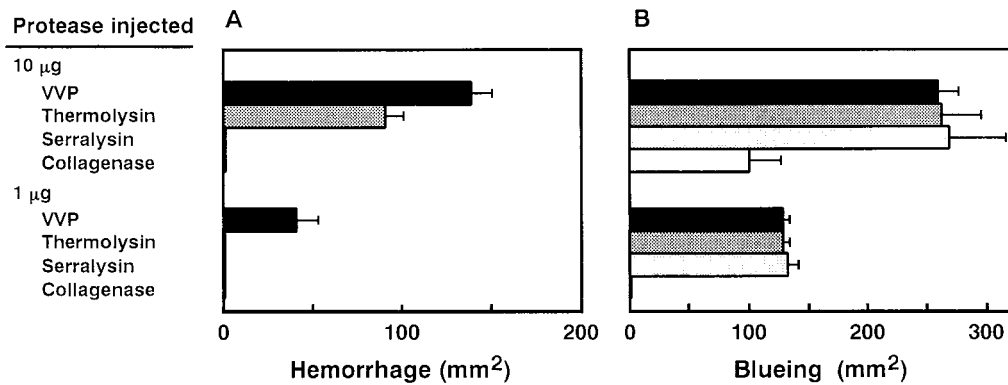 Protease injected
10 μg
VVP
Thermolysin
Serralysin
Collagenase
1 μg
VVP
Thermolysin
Serralysin
Collagenase
A
0 100 200
Hemorrhage (mm²)
B
0 100 200 300
Blueing (mm²)